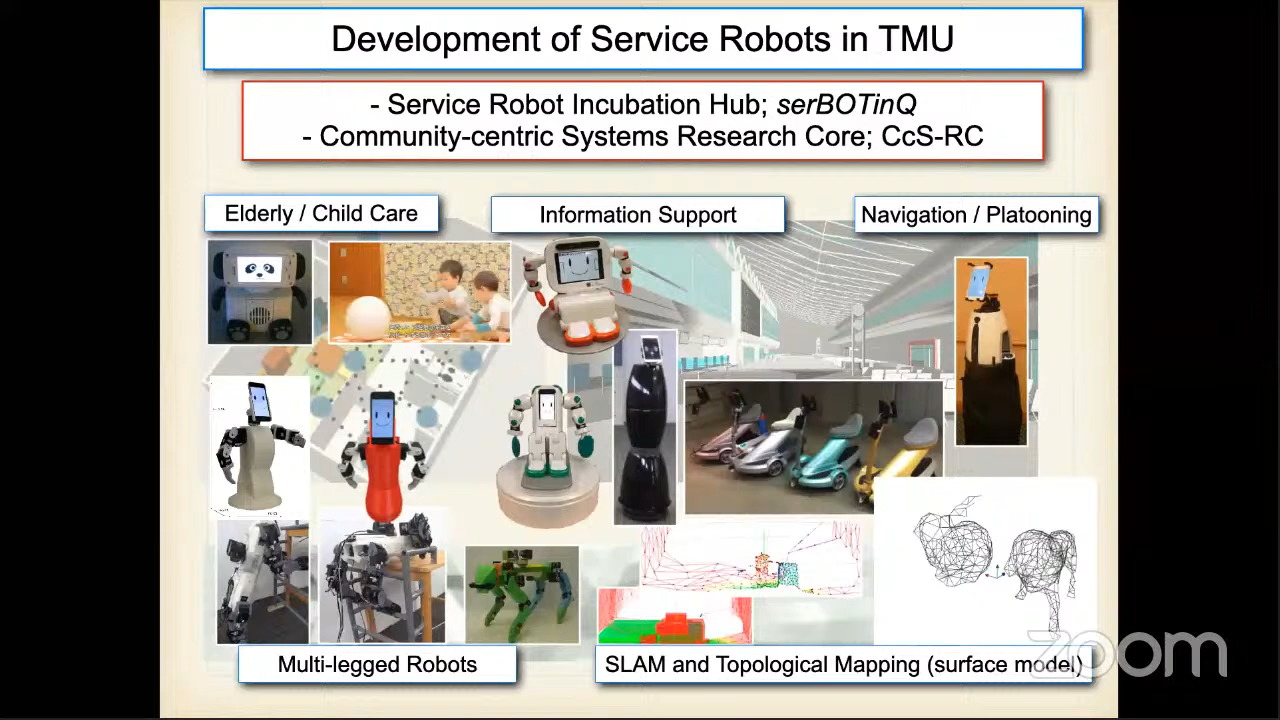 Development of Service Robots in TMU
- Service Robot Incubation Hub; serBOTinQ
- Community-centric Systems Research Core; CcS-RC
Elderly / Child Care
Information Support
Navigation / Platooning
Multi-legged Robots
SLAM and Topological Mapping (surface model)
zoom